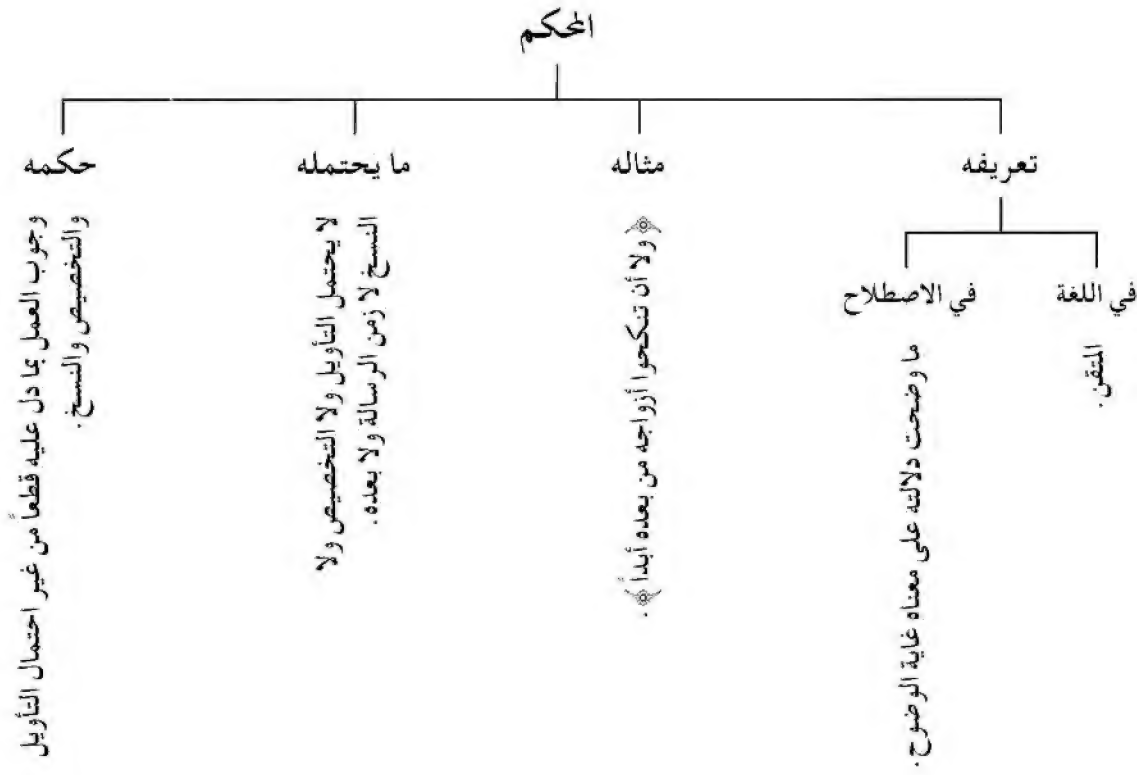 المحكم
تعريفه
في اللغة
المتقن.
في الاصطلاح
ما وضحت دلالته على معناه غاية الوضوح.
مثاله
﴿ ولا أن تنكحوا أزواجه من بعده أبداً ﴾.
ما يحتمله
لا يحتمل التأويل ولا التخصيص ولا
النسخ لا زمن الرسالة ولا بعده.
حكمه
وجوب العمل بما دل عليه قطعاً من غير احتمال التأويل
والتخصيص والنسخ.